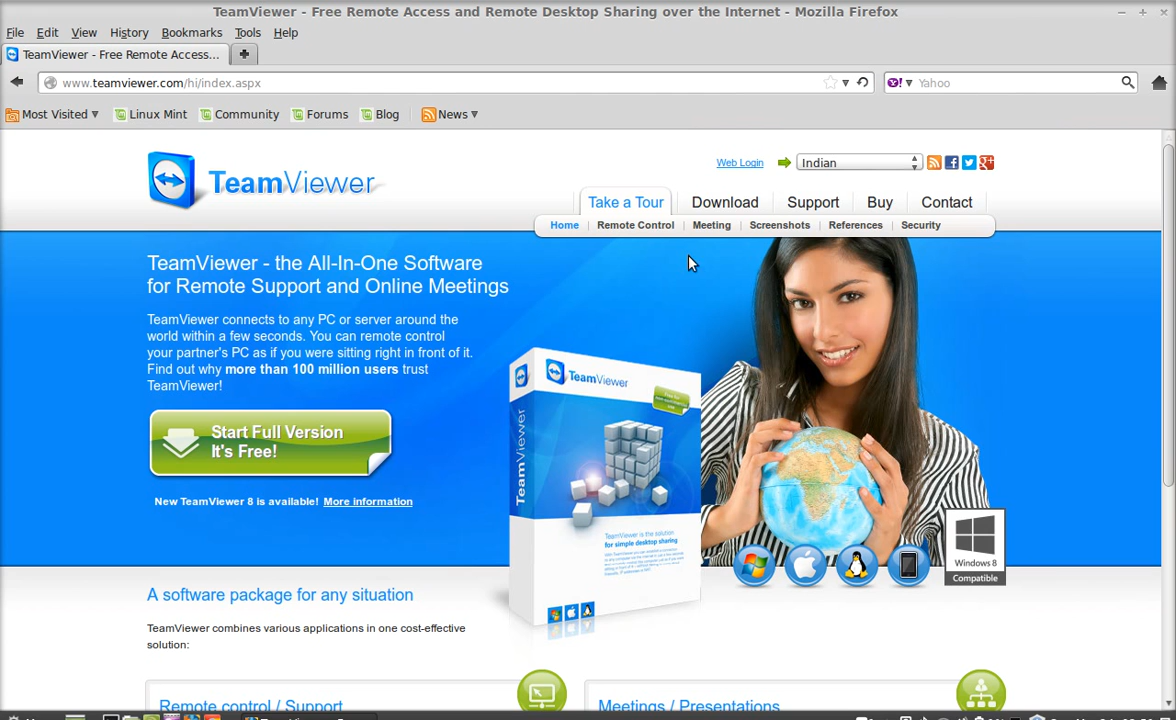 TeamViewer - Free Remote Access and Remote Desktop Sharing over the Internet - Mozilla Firefox
File Edit View History Bookmarks Tools Help
TeamViewer - Free Remote Access...
www.teamviewer.com/hi/index.aspx
Yahoo
Most Visited Linux Mint Community Forums Blog News
TeamViewer
Web Login Indian
Take a Tour Download Support Buy Contact
Home Remote Control Meeting Screenshots References Security
TeamViewer - the All-In-One Software
for Remote Support and Online Meetings
TeamViewer connects to any PC or server around the
world within a few seconds. You can remote control
your partner's PC as if you were sitting right in front of it.
Find out why more than 100 million users trust
TeamViewer!
Start Full Version
It's Free!
New TeamViewer 8 is available! More information
TeamViewer
TeamViewer
TeamViewer is the solution
for simple desktop sharing
Windows 8
Compatible
A software package for any situation
TeamViewer combines various applications in one cost-effective
solution:
Remote control / Support
Meetings / Presentations